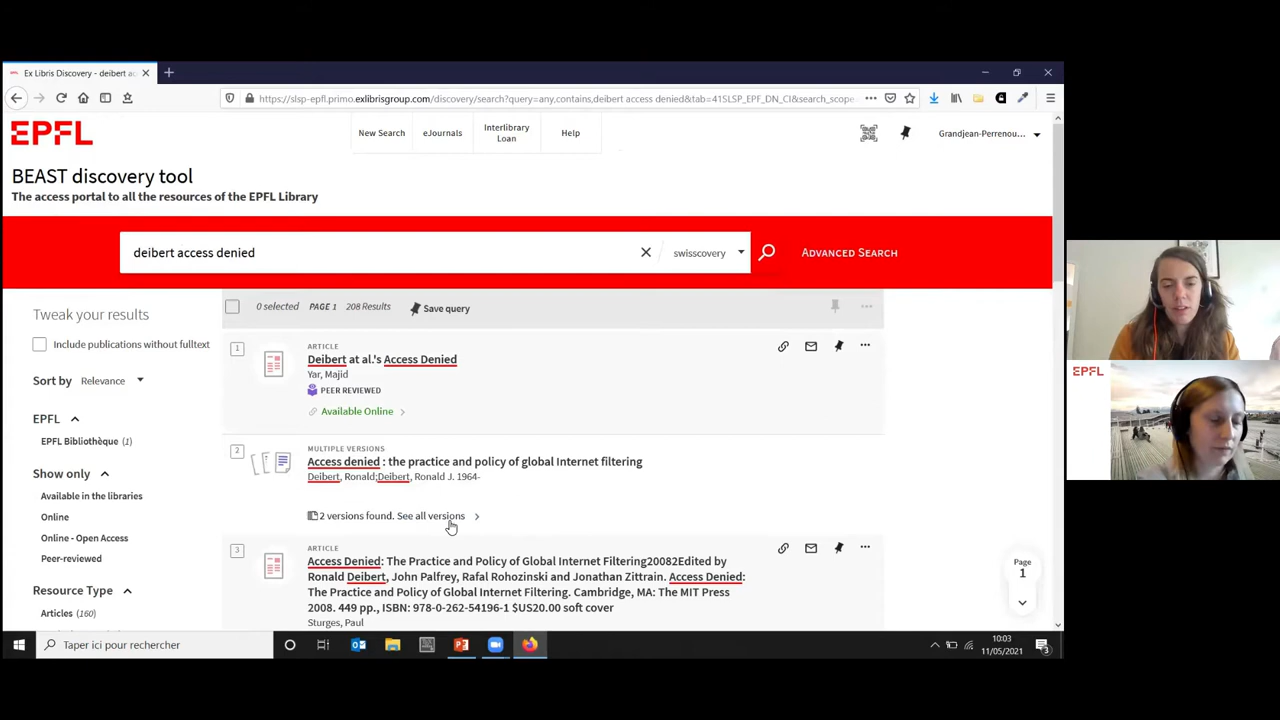 Ex Libris Discovery - deibert ac
https://slsp-epfl.primo.exlibrisgroup.com/discovery/search?query=any,contains,deibert access denied&tab=41SLSP_EPF_DN_CI&search_scope
EPFL
New Search
eJournals
Interlibrary
Loan
Help
Grandjean-Perrenou...
BEAST discovery tool
The access portal to all the resources of the EPFL Library
deibert access denied
swisscovery
ADVANCED SEARCH
Tweak your results
Include publications without fulltext
Sort by Relevance
EPFL
EPFL Bibliothèque (1)
Show only
Available in the libraries
Online
Online - Open Access
Peer-reviewed
Resource Type
Articles (160)
0 selected PAGE 1 208 Results Save query
1
ARTICLE
Deibert at al.'s Access Denied
Yar, Majid
PEER REVIEWED
Available Online
2
MULTIPLE VERSIONS
Access denied : the practice and policy of global Internet filtering
Deibert, Ronald;Deibert, Ronald J. 1964-
2 versions found. See all versions
3
ARTICLE
Access Denied: The Practice and Policy of Global Internet Filtering20082Edited by
Ronald Deibert, John Palfrey, Rafal Rohozinski and Jonathan Zittrain. Access Denied:
The Practice and Policy of Global Internet Filtering. Cambridge, MA: The MIT Press
2008. 449 pp., ISBN: 978-0-262-54196-1 $US20.00 soft cover
Sturges, Paul
Page
1
Taper ici pour rechercher
10:03
11/05/2021
3
EPFL